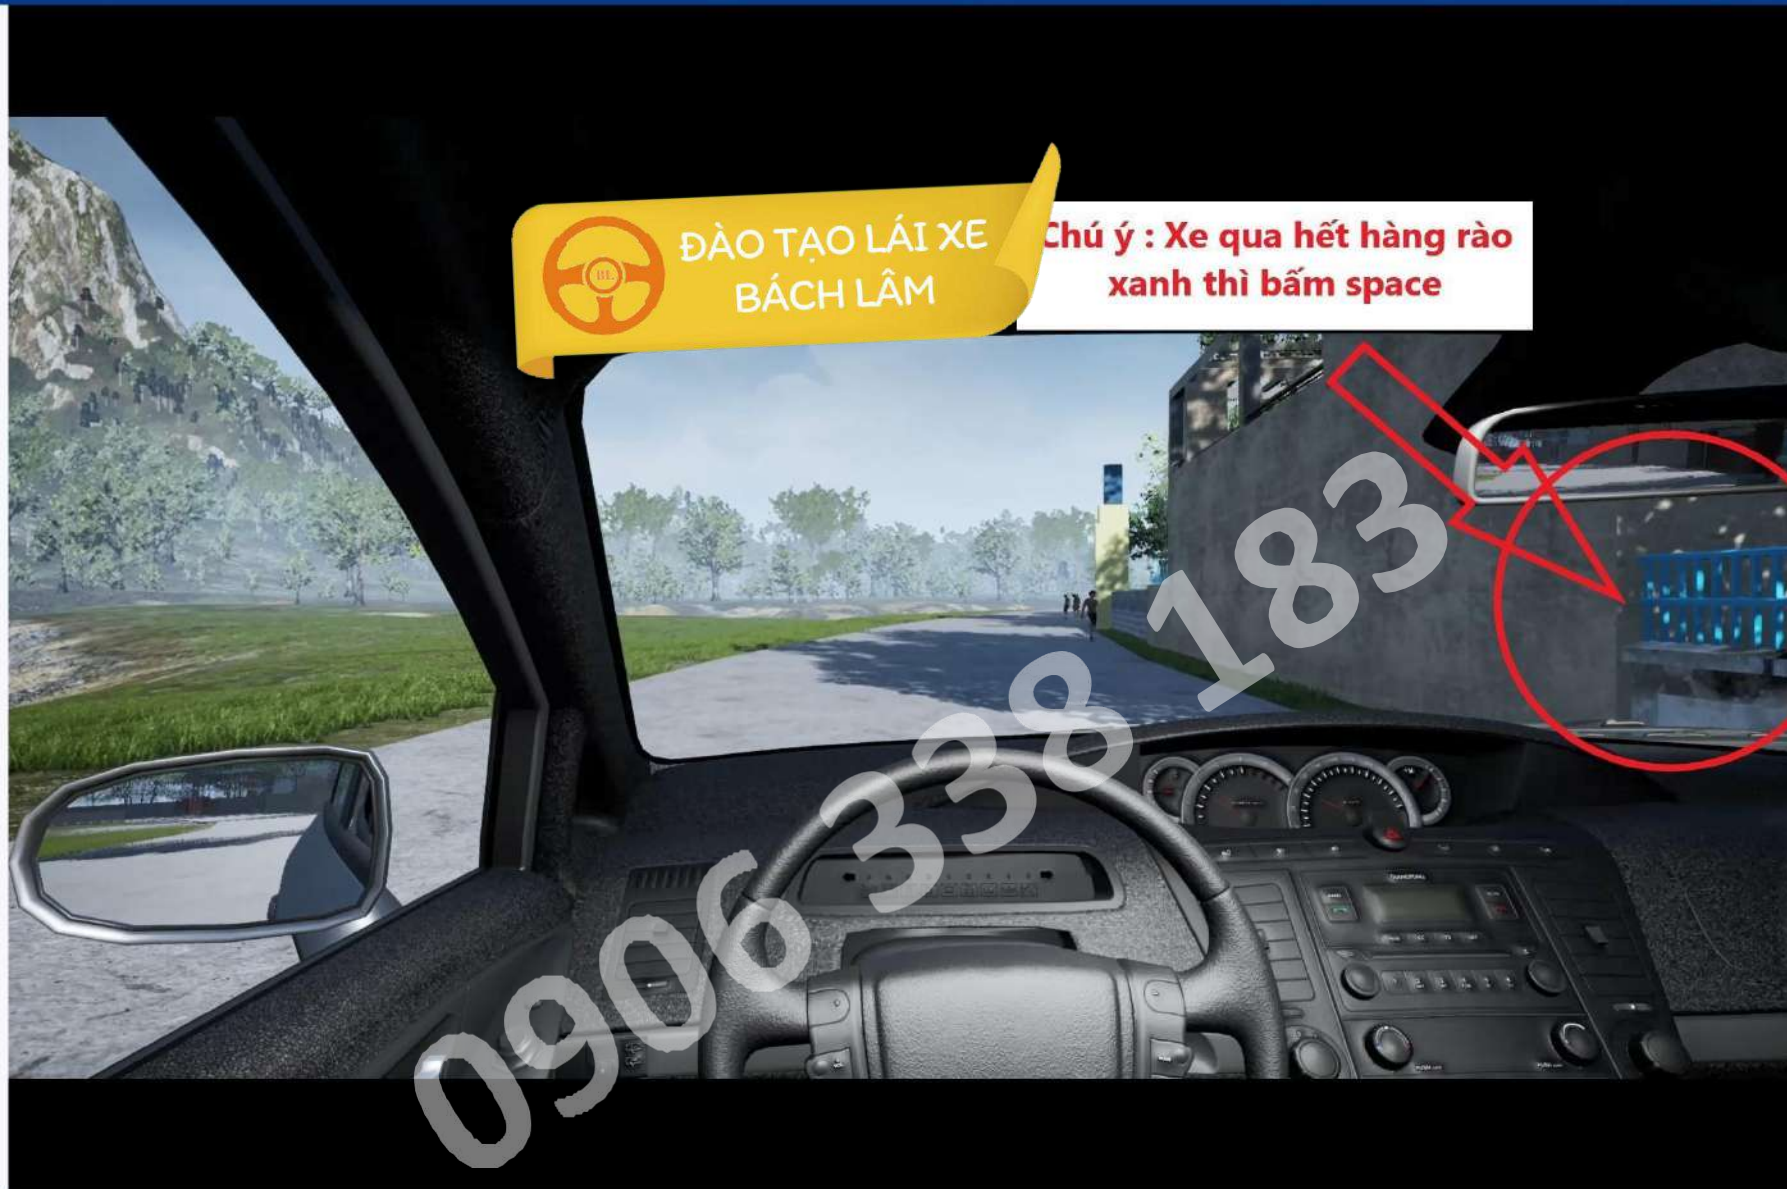 ĐÀO TẠO LÁI XE
BÁCH LÂM
BL
Chú ý : Xe qua hết hàng rào
xanh thì bấm space
0906 338 183